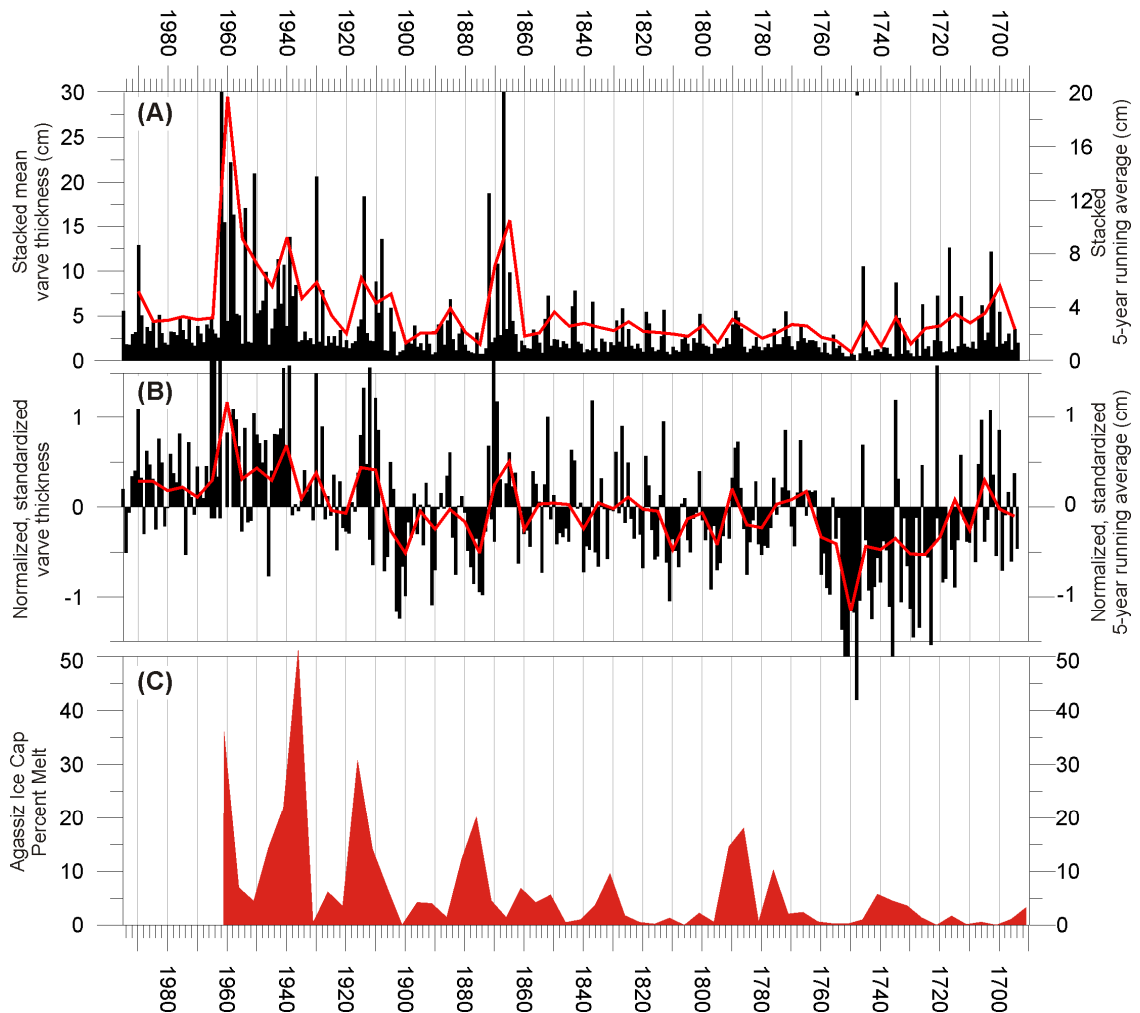 1980 1960 1940 1920 1900 1880 1860 1840 1820 1800 1780 1760 1740 1720 1700
(A)
30
25
20
15
10
5
0
Stacked mean
varve thickness (cm)
20
16
12
8
4
0
Stacked
5-year running average (cm)
(B)
1
0
-1
Normalized, standardized
varve thickness
1
0
-1
Normalized, standardized
5-year running average (cm)
(C)
50
40
30
20
10
0
Agassiz Ice Cap
Percent Melt
50
40
30
20
10
0
1980 1960 1940 1920 1900 1880 1860 1840 1820 1800 1780 1760 1740 1720 1700